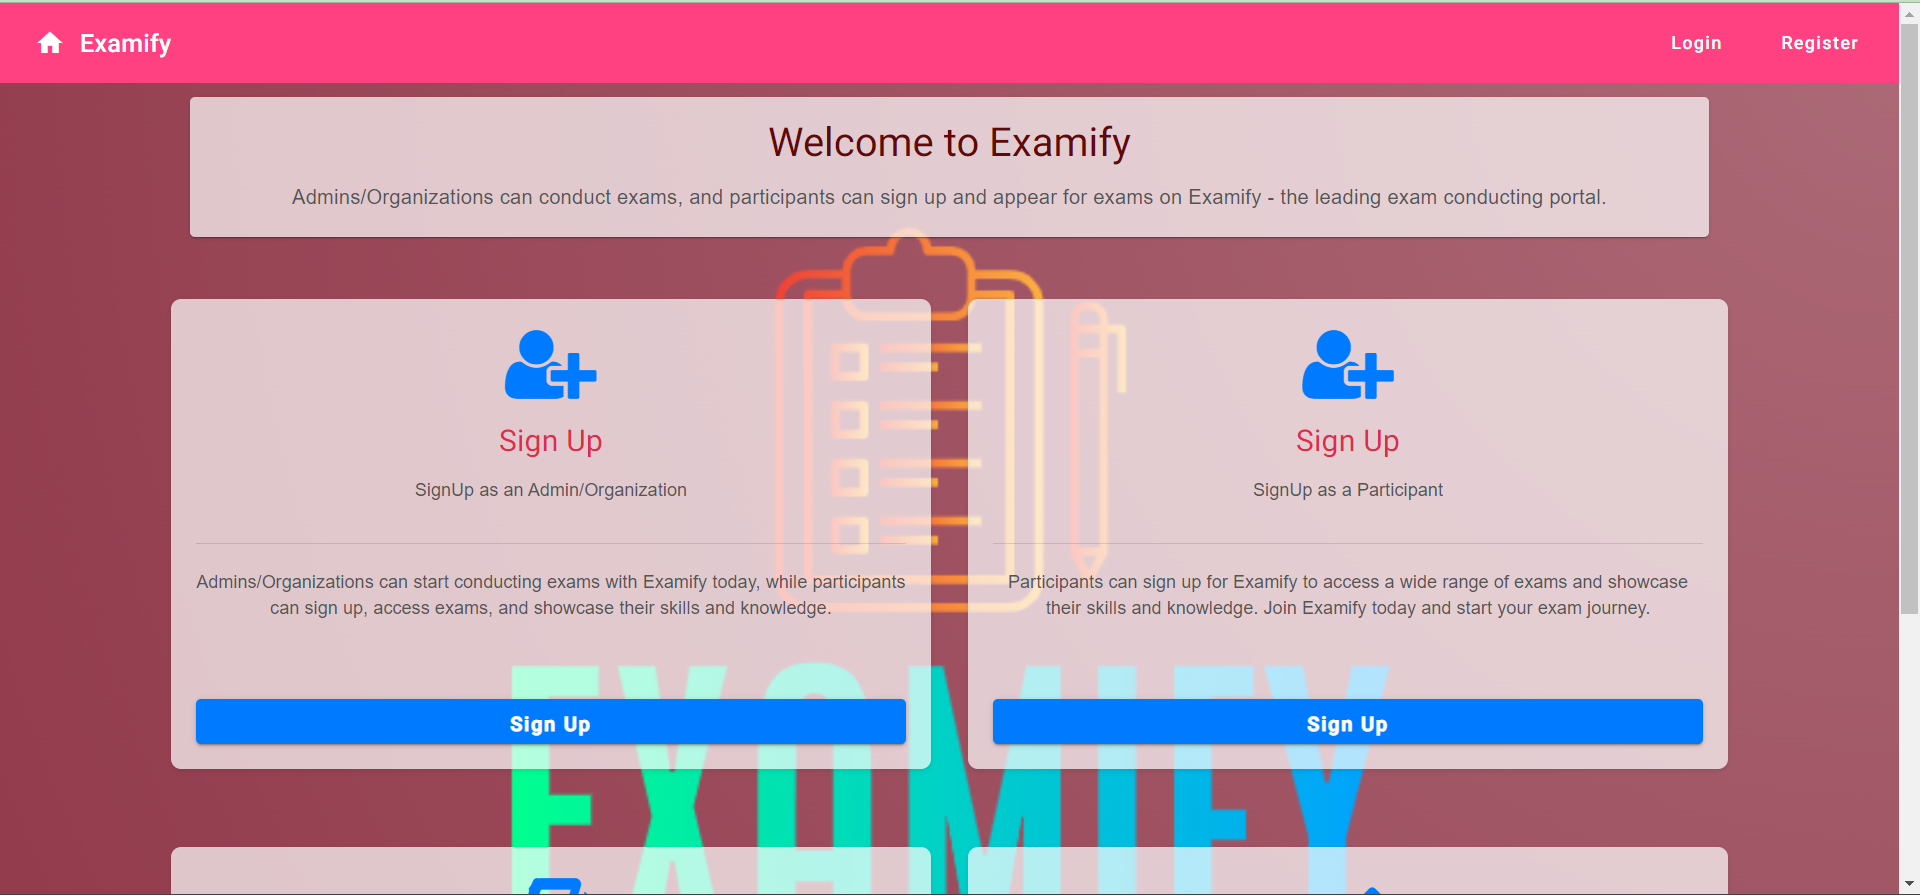 Examify
Login
Register
Welcome to Examify
Admins/Organizations can conduct exams, and participants can sign up and appear for exams on Examify - the leading exam conducting portal.
Sign Up
SignUp as an Admin/Organization
Admins/Organizations can start conducting exams with Examify today, while participants
can sign up, access exams, and showcase their skills and knowledge.
Sign Up
Sign Up
SignUp as a Participant
Participants can sign up for Examify to access a wide range of exams and showcase
their skills and knowledge. Join Examify today and start your exam journey.
Sign Up
EXAMIFY